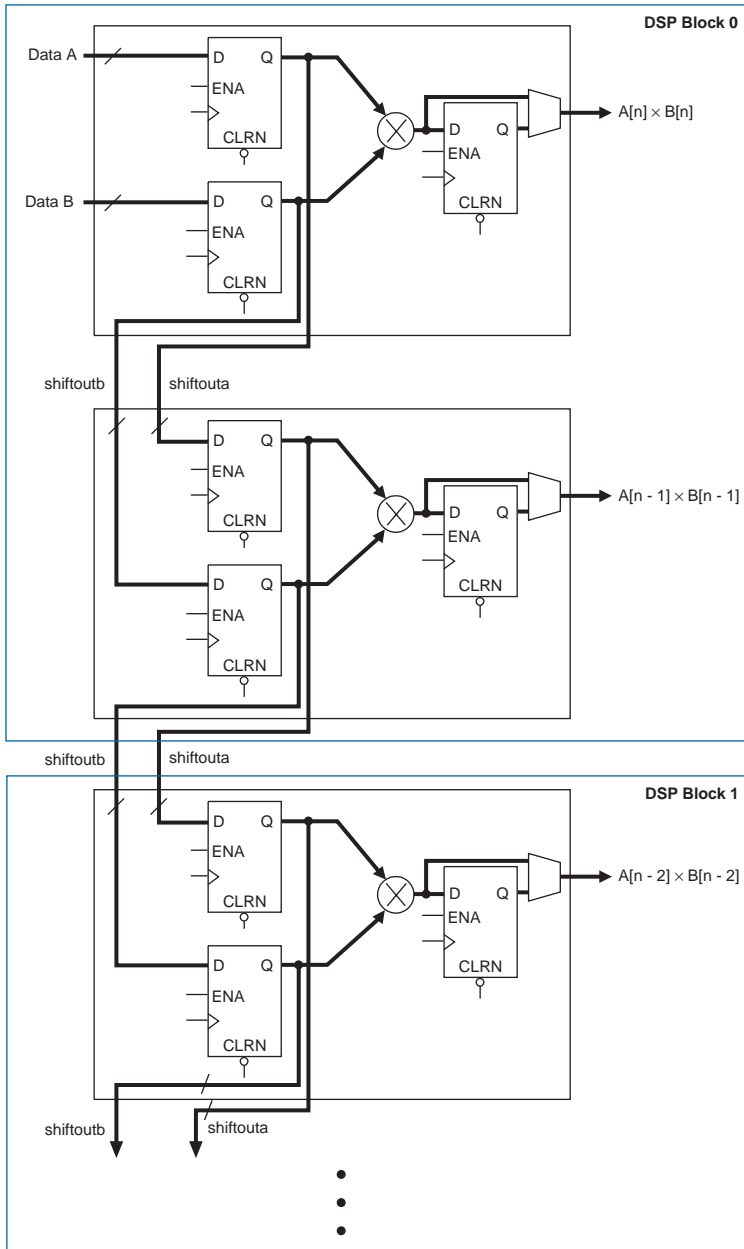 DSP Block 0
Data A
D Q
ENA
CLRN
D Q
ENA
CLRN
A[n] × B[n]
Data B
D Q
ENA
CLRN
shiftoutb
shiftouta
D Q
ENA
CLRN
D Q
ENA
CLRN
A[n - 1] × B[n - 1]
D Q
ENA
CLRN
shiftoutb
shiftouta
DSP Block 1
D Q
ENA
CLRN
D Q
ENA
CLRN
A[n - 2] × B[n - 2]
D Q
ENA
CLRN
shiftoutb
shiftouta